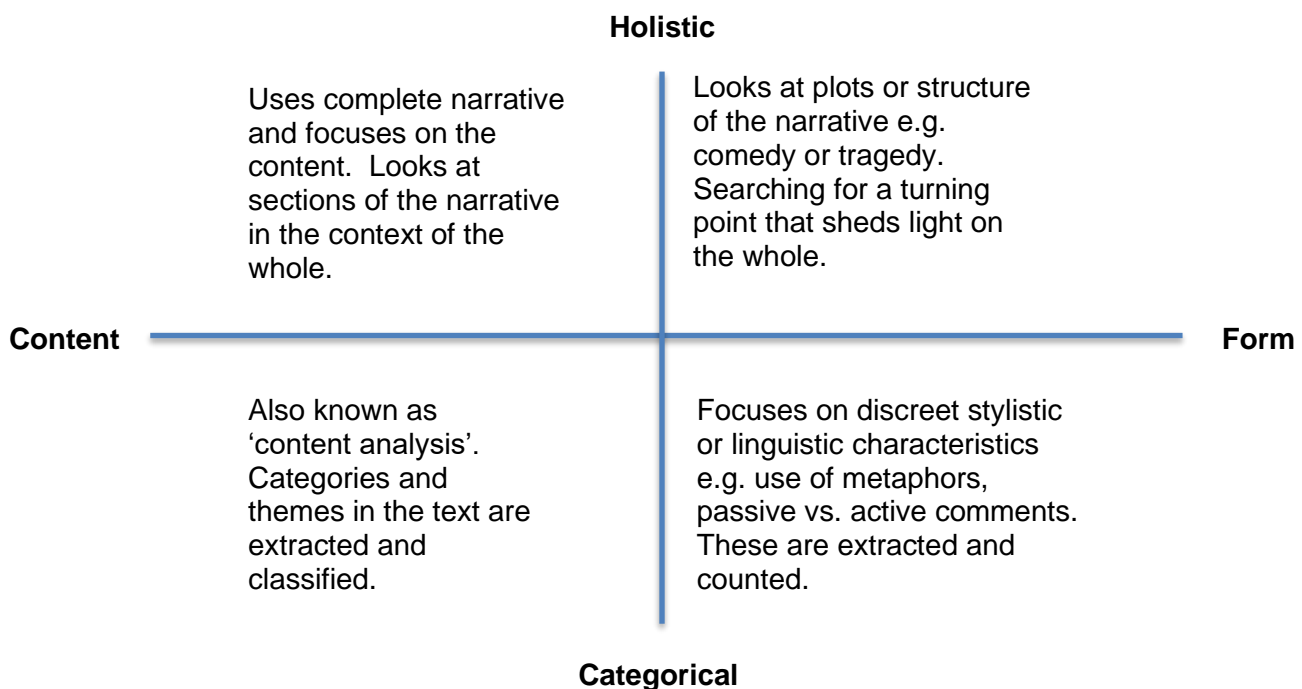 Holistic
Uses complete narrative
and focuses on the
content.  Looks at
sections of the narrative
in the context of the
whole.
Looks at plots or structure
of the narrative e.g.
comedy or tragedy.
Searching for a turning
point that sheds light on
the whole.
Content
Form
Also known as
‘content analysis’.
Categories and
themes in the text are
extracted and
classified.
Focuses on discreet stylistic
or linguistic characteristics
e.g. use of metaphors,
passive vs. active comments.
These are extracted and
counted.
Categorical